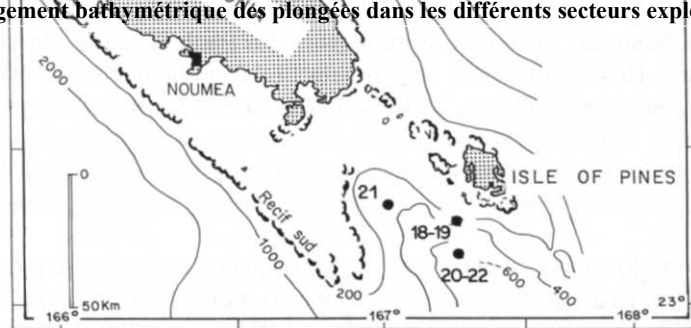 gement bathymétrique des plongées dans les différents secteurs explo
2000
NOUMEA
0
ISLE OF PINES
21
Recif sud
18-19
1000
20-22
600
400
200
50Km
23°
166°
167°
168°